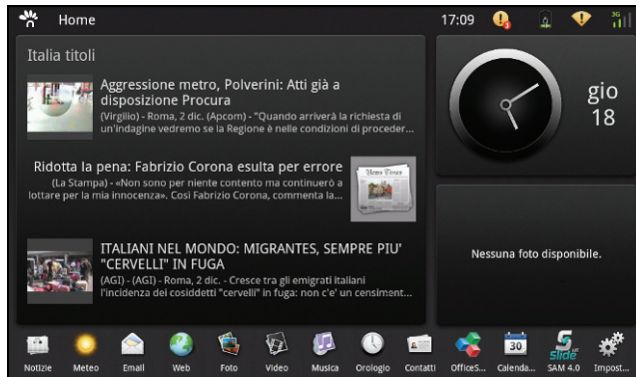 Home
17:09
3
3G
Italia titoli
Aggressione metro, Polverini: Atti già a
disposizione Procura
(Virgilio) - Roma, 2 dic. (Apcom) - "Quando arriverà la richiesta di
un'indagine vedremo se la Regione è nelle condizioni di proceder...
Ridotta la pena: Fabrizio Corona esulta per errore
(La Stampa) - «Non sono per niente contento ma continuerò a
lottare per la mia innocenza». Così Fabrizio Corona, commenta la...
News Times
ITALIANI NEL MONDO: MIGRANTES, SEMPRE PIU'
"CERVELLI" IN FUGA
(AGI) - (AGI) - Roma, 2 dic. - Cresce tra gli emigrati italiani
l'incidenza dei cosiddetti "cervelli" in fuga: non c'e' un censiment...
gio
18
Nessuna foto disponibile.
30
Slide
Notizie Meteo Email Web Foto Video Musica Orologio Contatti OfficeS... Calenda... SAM 4.0 Impost...